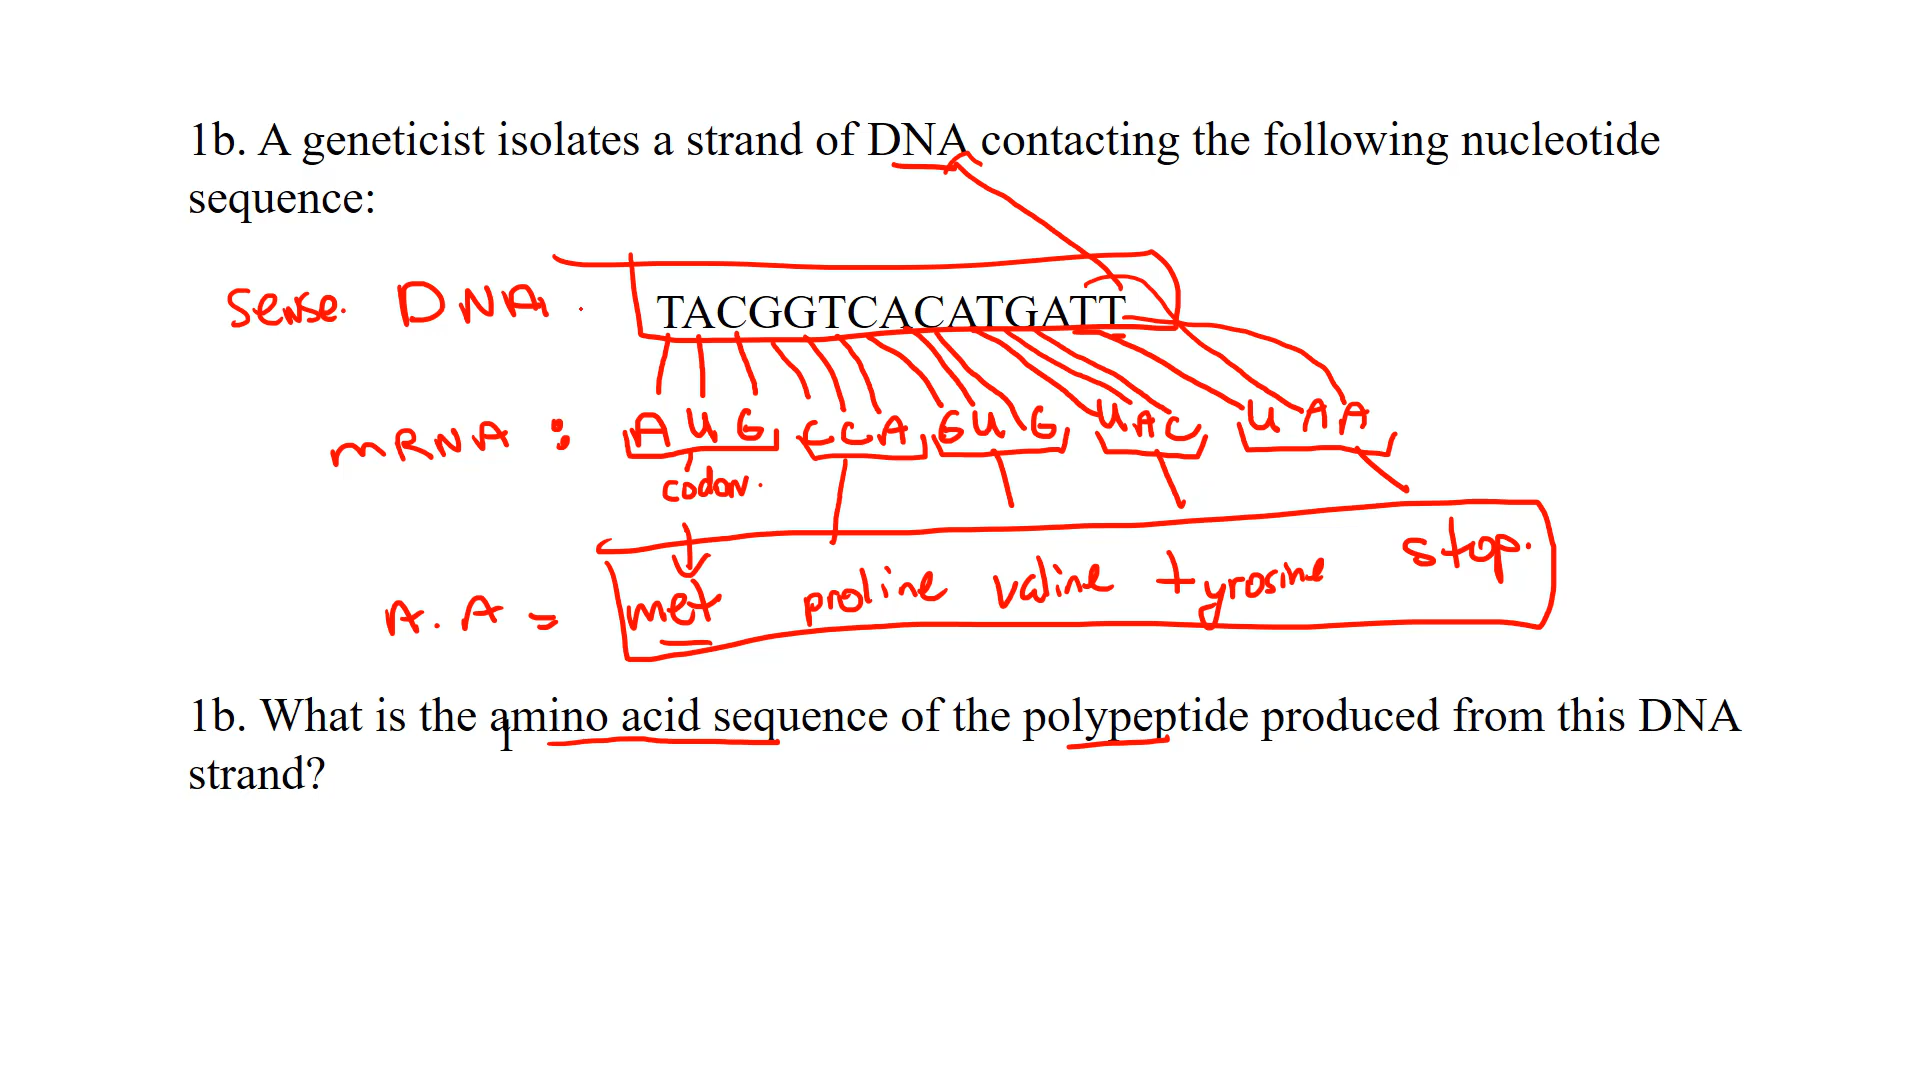 1b. A geneticist isolates a strand of DNA contacting the following nucleotide
sequence:
Sense. DNA. TACGGTCACATGATT
mRNA : AUG CCA GUG UAC UAA
codon.
A.A = met proline valine tyrosine stop.
1b. What is the amino acid sequence of the polypeptide produced from this DNA
strand?